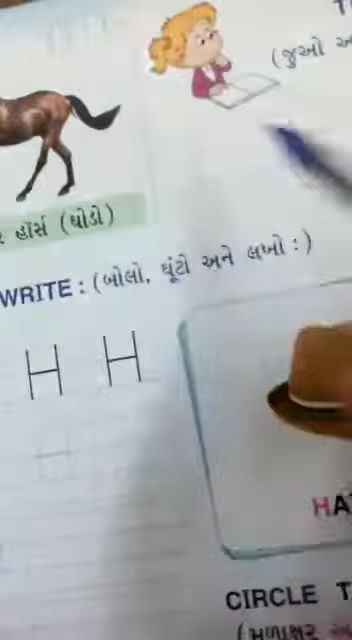 (જુઓ
હૉર્સ (ઘોડો)
WRITE : (બોલો, ઘૂંટો અને લખો :)
H H
HA
CIRCLE T